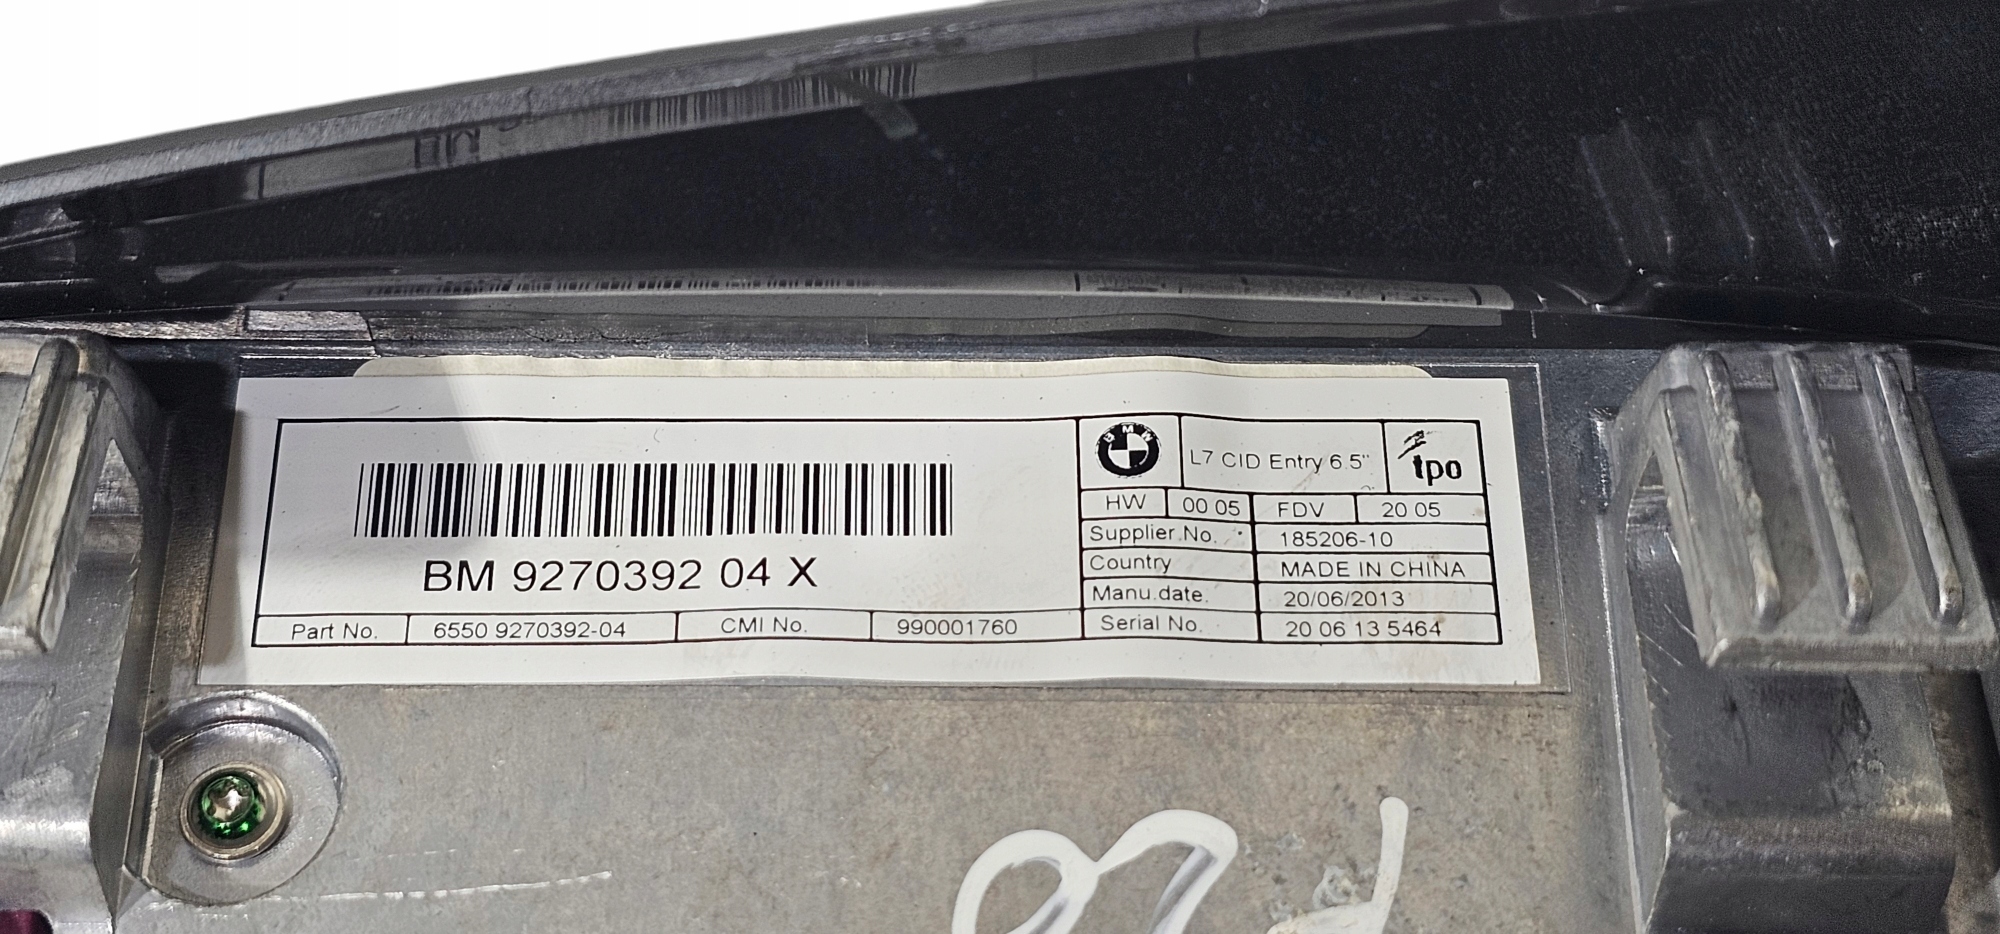 BM 9270392 04 X
Part No. 6550 9270392-04 CMI No. 990001760
BMW L7 CID Entry 6.5" tpo
HW 00 05 FDV 20 05
Supplier No. 185206-10
Country MADE IN CHINA
Manu.date. 20/06/2013
Serial No. 20 06 13 5464